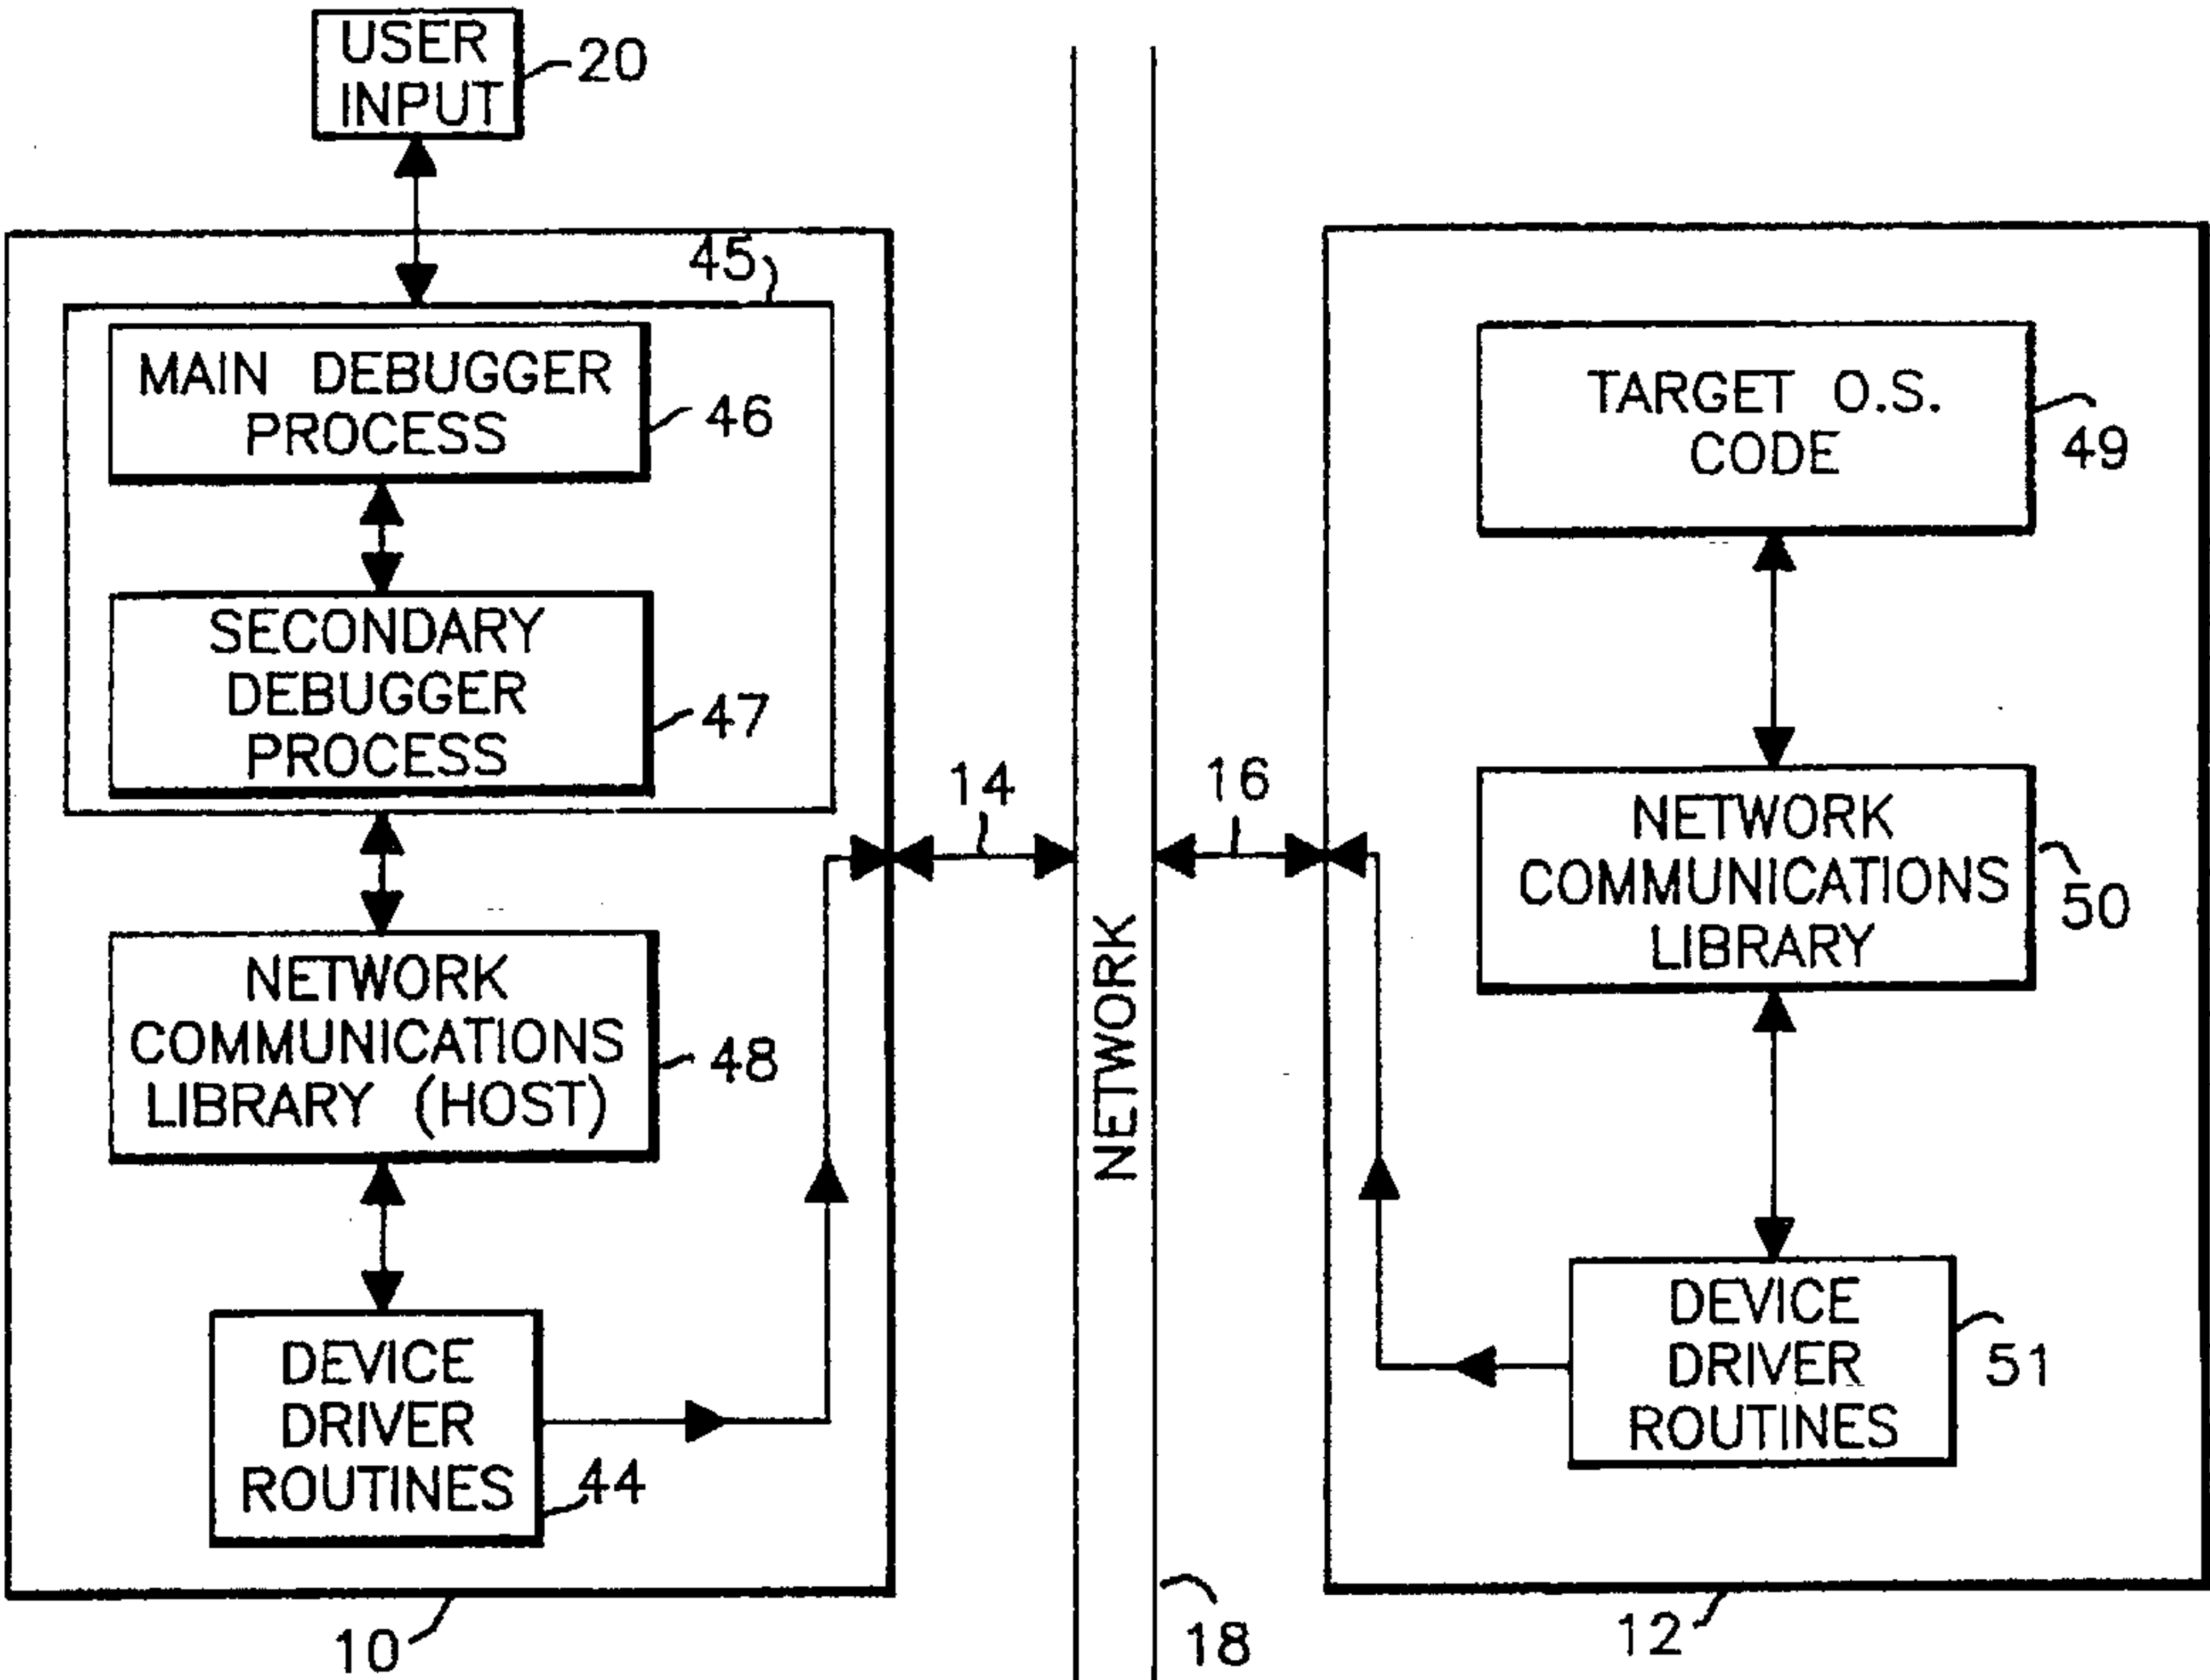 USER
INPUT
20
45
MAIN DEBUGGER
PROCESS
46
SECONDARY
DEBUGGER
PROCESS
47
NETWORK
COMMUNICATIONS
LIBRARY (HOST)
48
DEVICE
DRIVER
ROUTINES
44
10
14
NETWORK
16
18
TARGET O.S.
CODE
49
NETWORK
COMMUNICATIONS
LIBRARY
50
DEVICE
DRIVER
ROUTINES
51
12